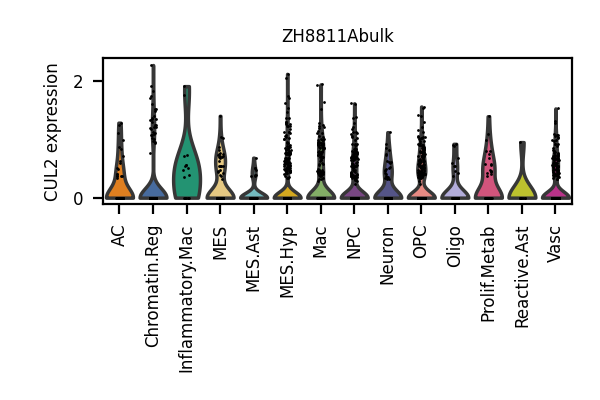 ZH8811Abulk
CUL2 expression
2
0
AC
Chromatin.Reg
Inflammatory.Mac
MES
MES.Ast
MES.Hyp
Mac
NPC
Neuron
OPC
Oligo
Prolif.Metab
Reactive.Ast
Vasc